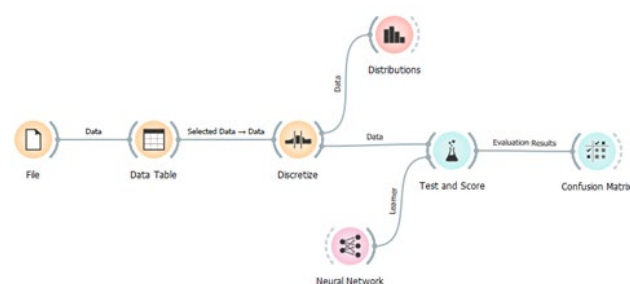 Distributions
Data
Data
Selected Data → Data
Data
File
Data Table
Discretize
Evaluation Results
Test and Score
Confusion Matrix
Learner
Neural Network